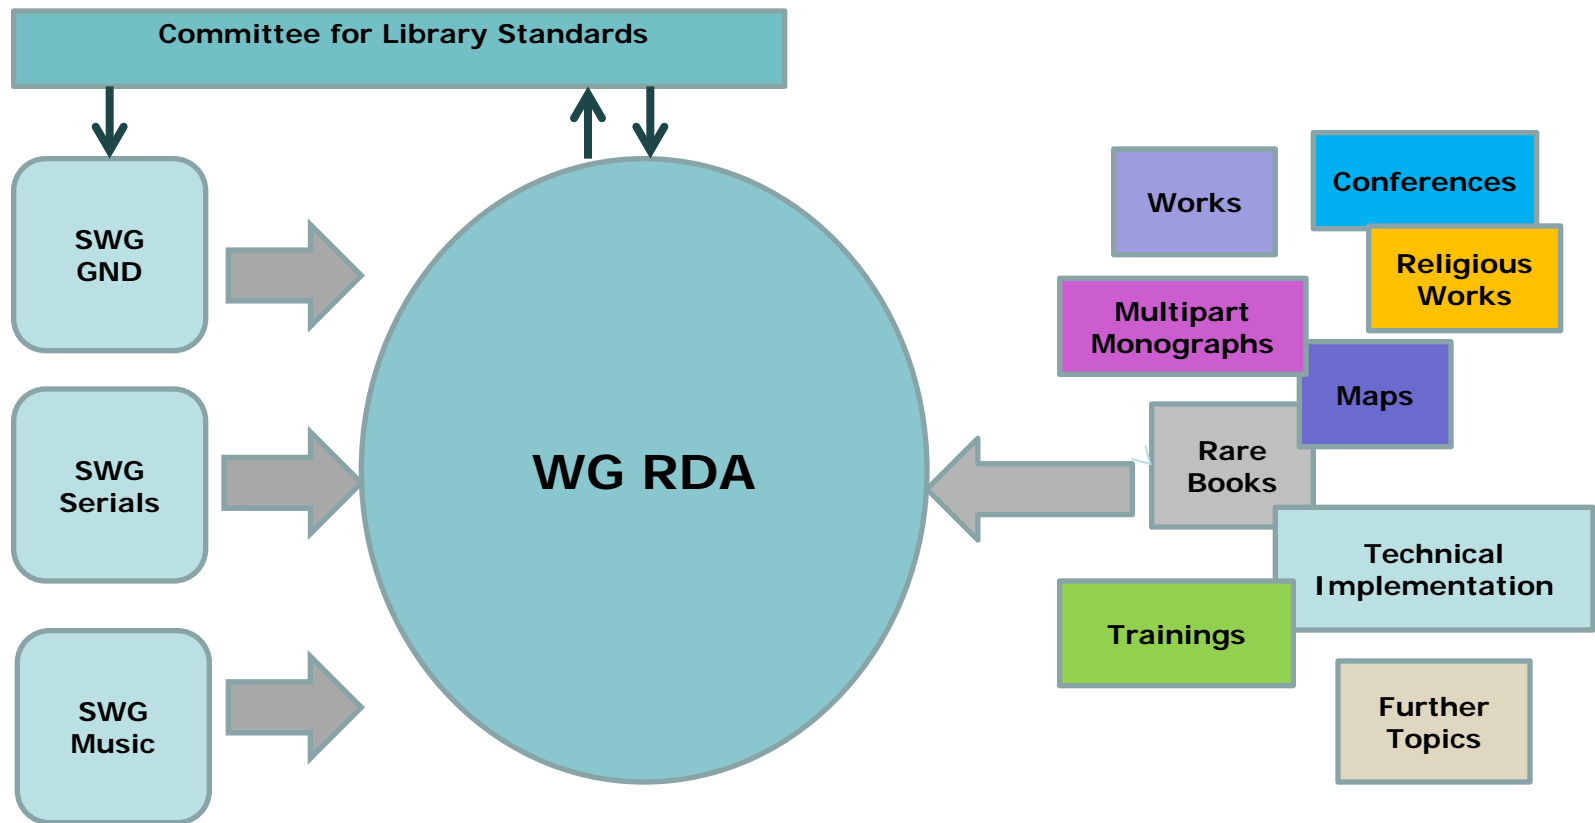 Committee for Library Standards
SWG
GND
SWG
Serials
SWG
Music
WG RDA
Works
Conferences
Religious
Works
Multipart
Monographs
Maps
Rare
Books
Technical
Implementation
Trainings
Further
Topics